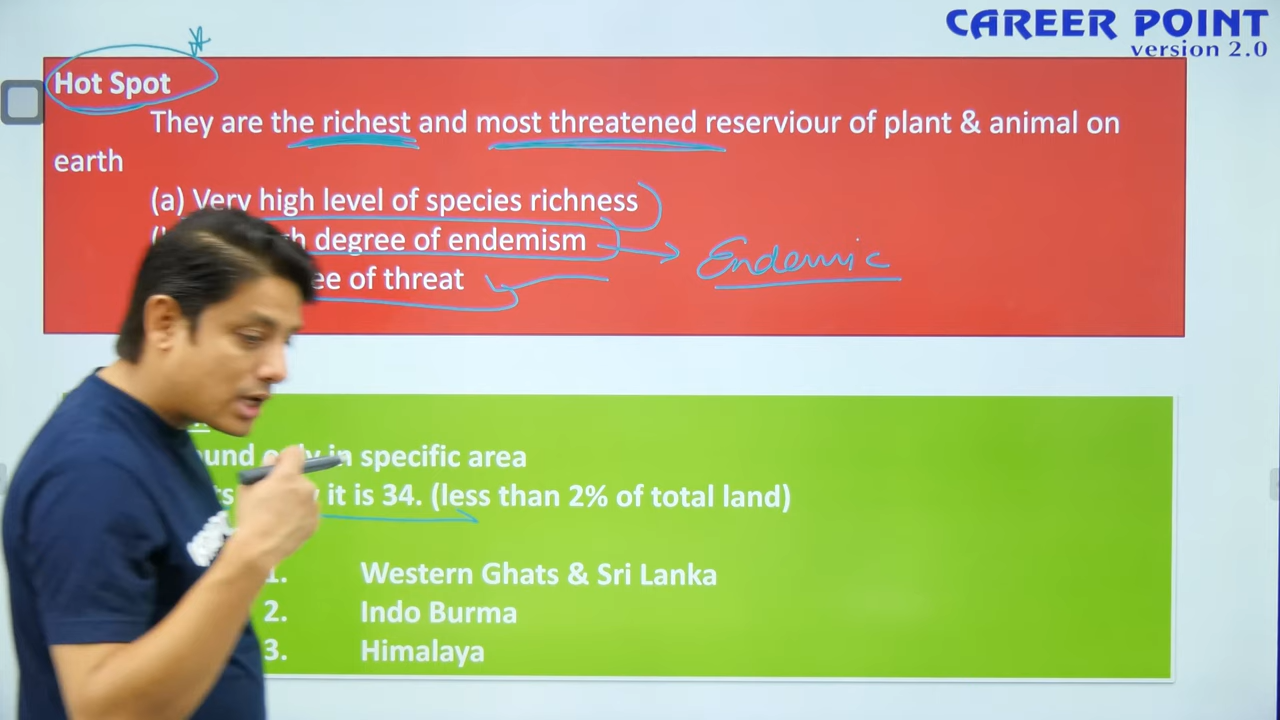 CAREER POINT
version 2.0
Hot Spot
They are the richest and most threatened reserviour of plant & animal on
earth
(a) Very high level of species richness
degree of endemism
Endemic
of threat
in specific area
it is 34. (less than 2% of total land)
1. Western Ghats & Sri Lanka
2. Indo Burma
3. Himalaya